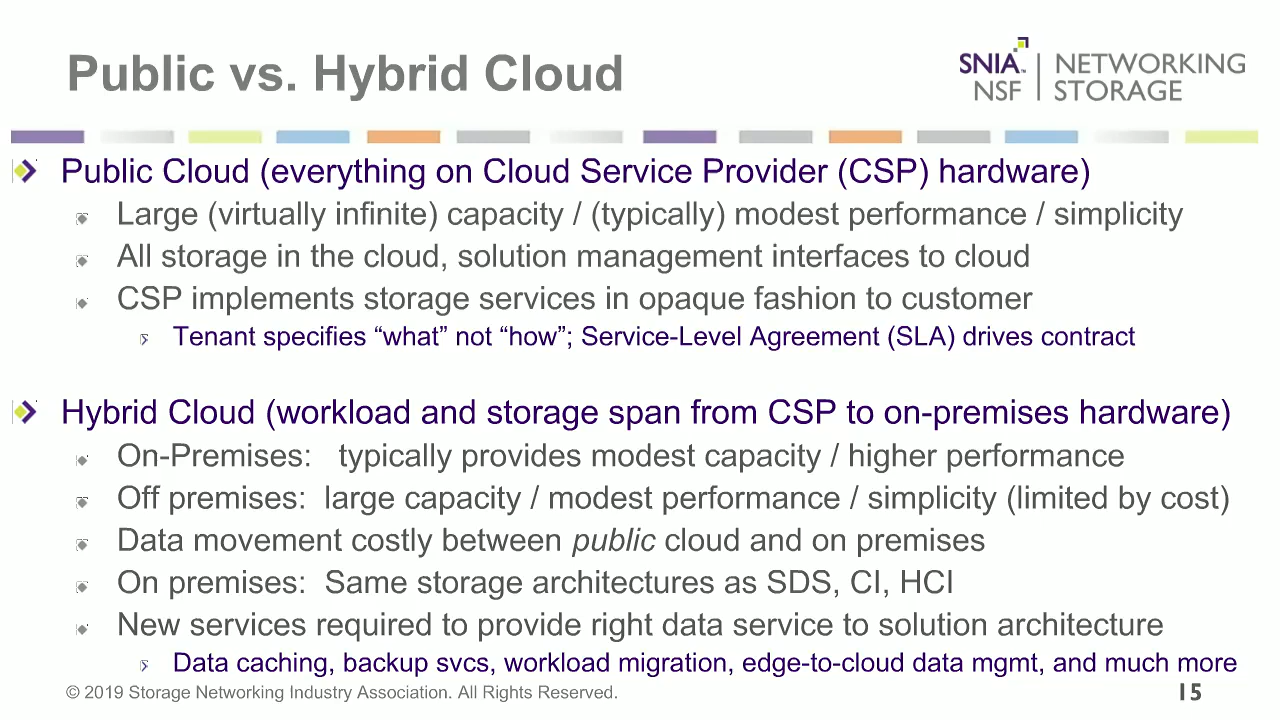 Public vs. Hybrid Cloud
SNIA™ NSF | NETWORKING STORAGE
Public Cloud (everything on Cloud Service Provider (CSP) hardware)
Large (virtually infinite) capacity / (typically) modest performance / simplicity
All storage in the cloud, solution management interfaces to cloud
CSP implements storage services in opaque fashion to customer
Tenant specifies “what” not “how”; Service-Level Agreement (SLA) drives contract
Hybrid Cloud (workload and storage span from CSP to on-premises hardware)
On-Premises: typically provides modest capacity / higher performance
Off premises: large capacity / modest performance / simplicity (limited by cost)
Data movement costly between public cloud and on premises
On premises: Same storage architectures as SDS, CI, HCI
New services required to provide right data service to solution architecture
Data caching, backup svcs, workload migration, edge-to-cloud data mgmt, and much more
© 2019 Storage Networking Industry Association. All Rights Reserved.
15